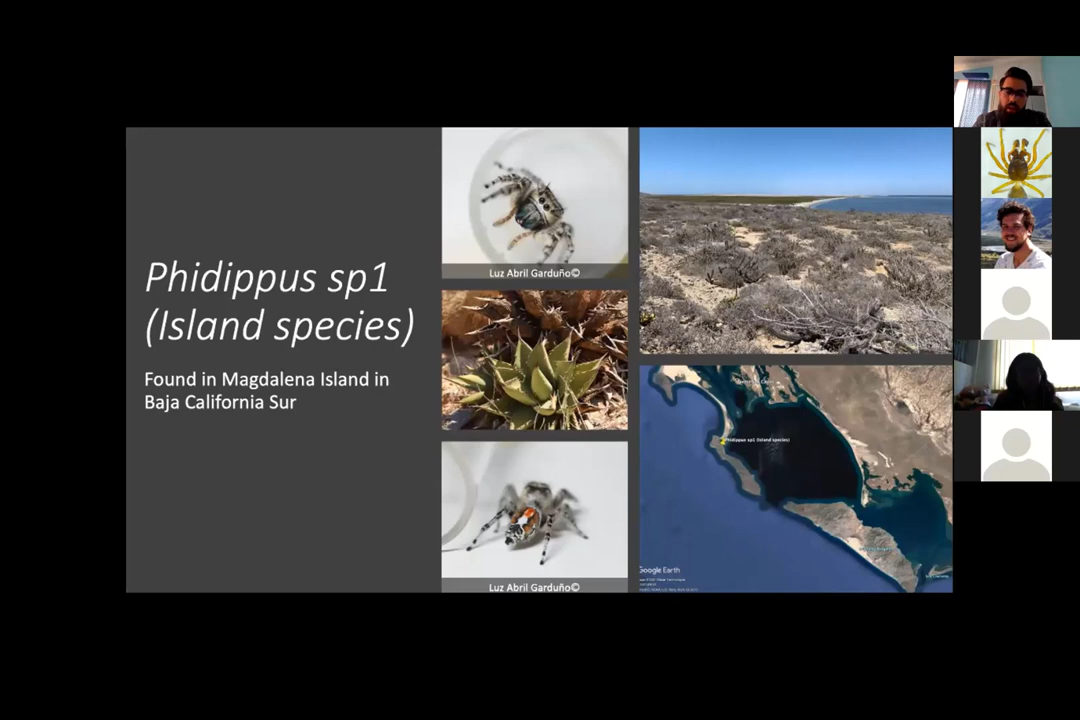 Phidippus sp1
(Island species)
Found in Magdalena Island in
Baja California Sur
Luz Abril Garduño©
Luz Abril Garduño©
Phidippus sp1 (Island species)
Google Earth